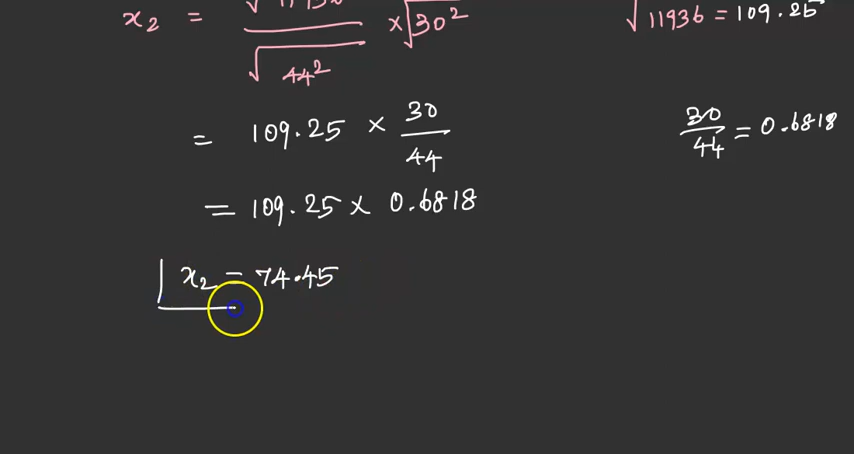 x₂ = × √30²
√44²
√11936 = 109.25
= 109.25 × 30/44
30/44 = 0.6818
= 109.25 × 0.6818
x₂ = 74.45